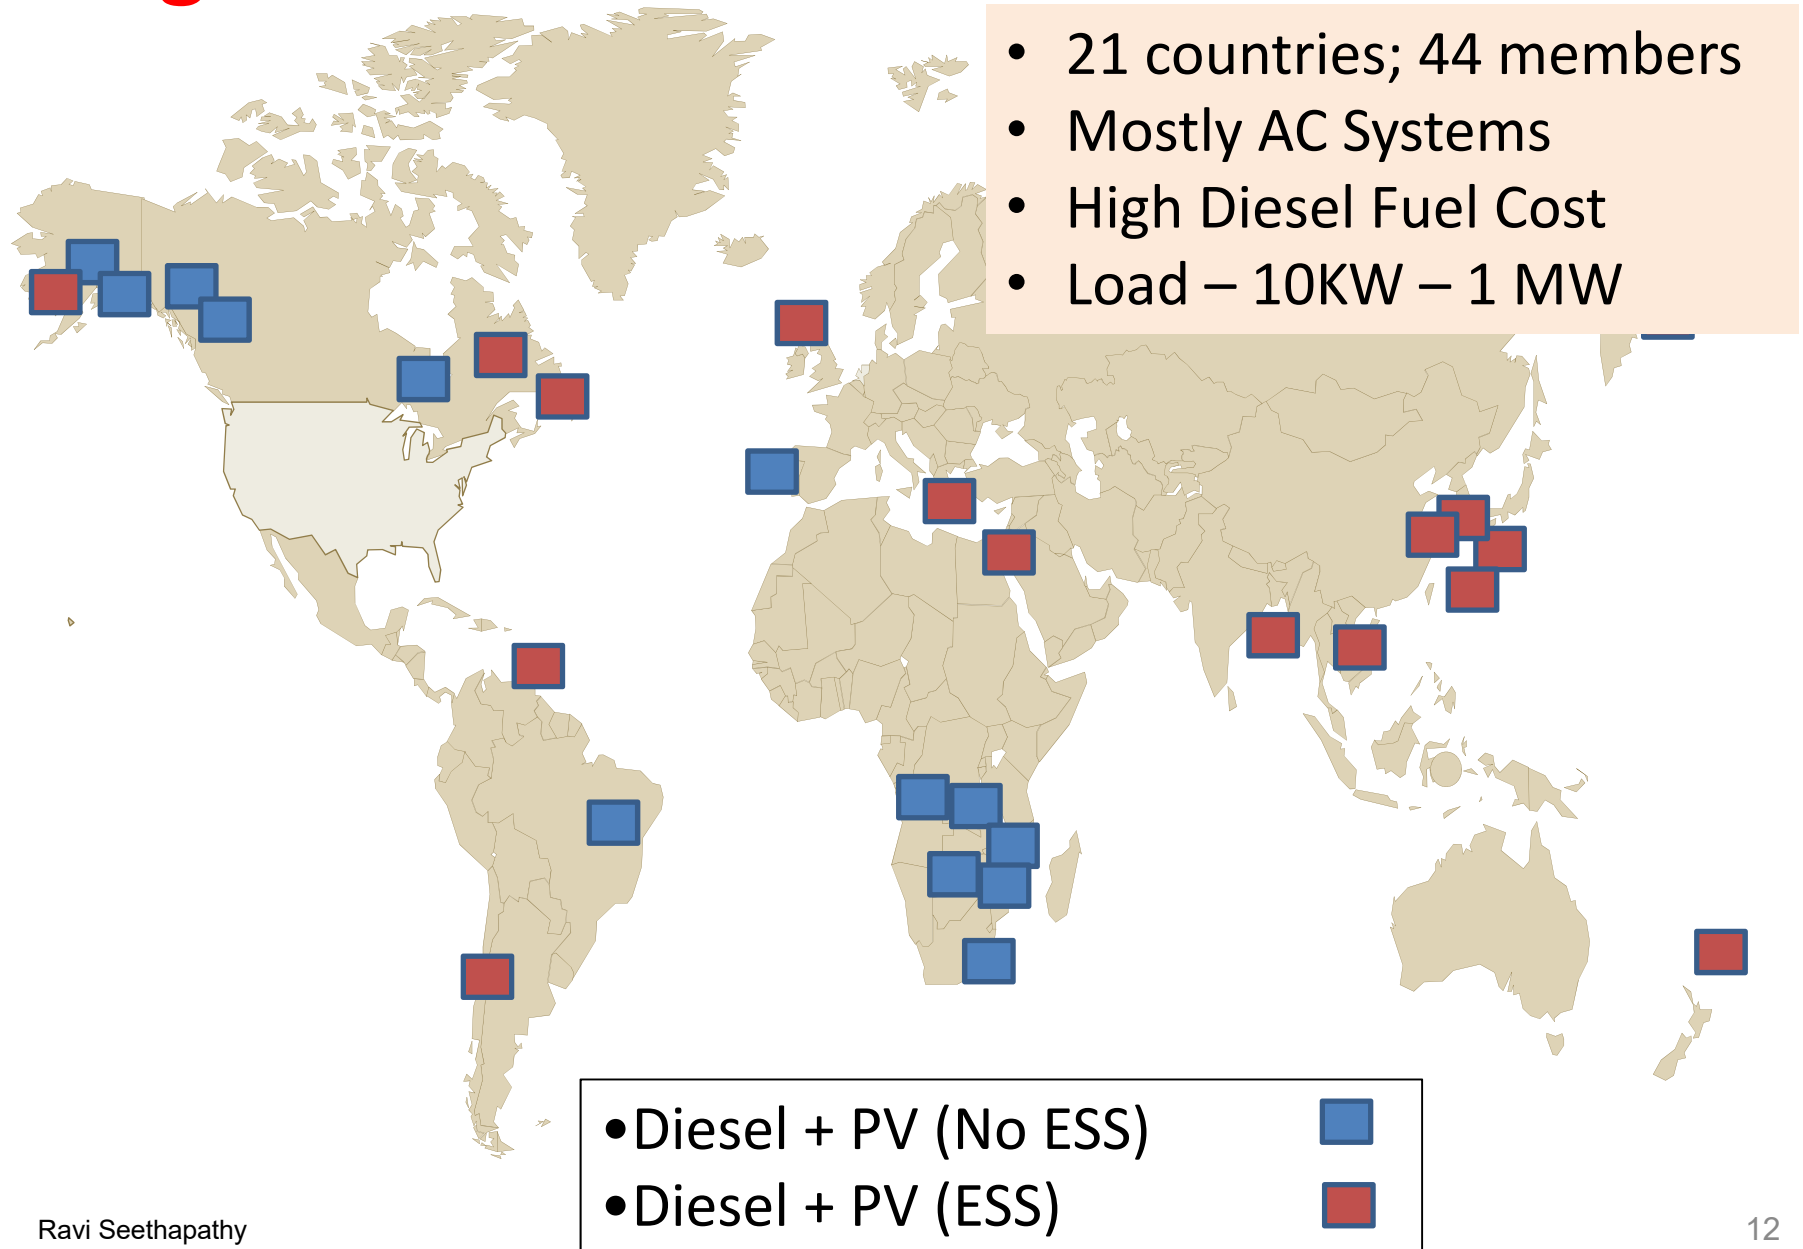 • 21 countries; 44 members
• Mostly AC Systems
• High Diesel Fuel Cost
• Load – 10KW – 1 MW
•Diesel + PV (No ESS)
•Diesel + PV (ESS)
Ravi Seethapathy
12